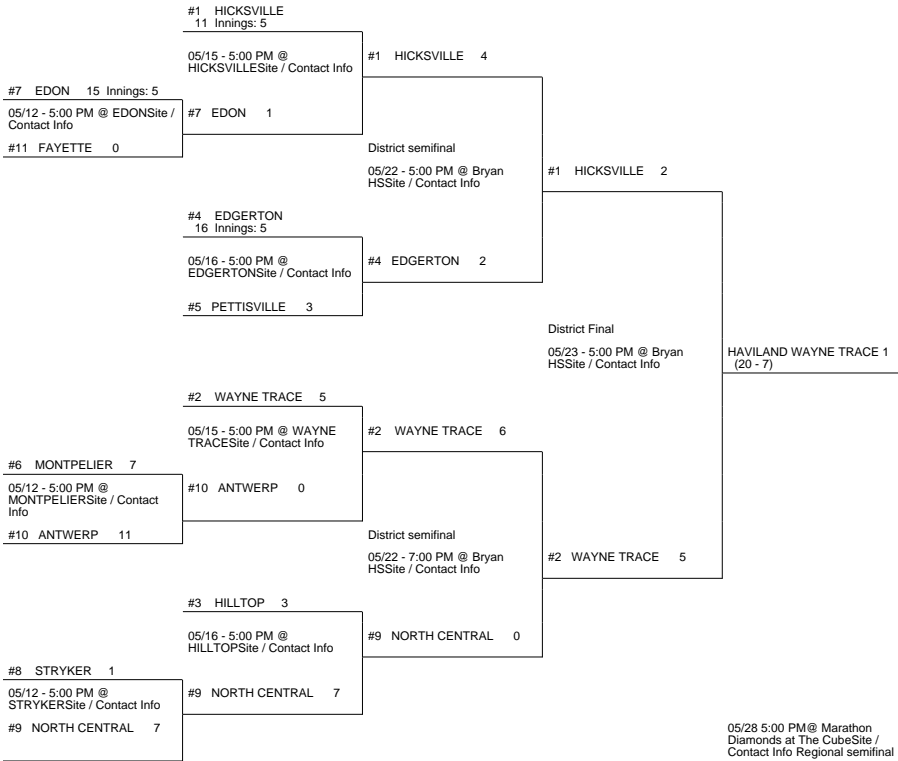 #1 HICKSVILLE
11 Innings: 5
05/15 - 5:00 PM @
HICKSVILLESite / Contact Info
#1 HICKSVILLE 4
#7 EDON 15 Innings: 5
05/12 - 5:00 PM @ EDONSite /
Contact Info
#7 EDON 1
#11 FAYETTE 0
District semifinal
05/22 - 5:00 PM @ Bryan
HSSite / Contact Info
#1 HICKSVILLE 2
#4 EDGERTON
16 Innings: 5
05/16 - 5:00 PM @
EDGERTONSite / Contact Info
#4 EDGERTON 2
#5 PETTISVILLE 3
District Final
05/23 - 5:00 PM @ Bryan
HSSite / Contact Info
HAVILAND WAYNE TRACE 1
(20 - 7)
#2 WAYNE TRACE 5
05/15 - 5:00 PM @ WAYNE
TRACESite / Contact Info
#2 WAYNE TRACE 6
#6 MONTPELIER 7
05/12 - 5:00 PM @
MONTPELIERSite / Contact
Info
#10 ANTWERP 0
#10 ANTWERP 11
District semifinal
05/22 - 7:00 PM @ Bryan
HSSite / Contact Info
#2 WAYNE TRACE 5
#3 HILLTOP 3
05/16 - 5:00 PM @
HILLTOPSite / Contact Info
#9 NORTH CENTRAL 0
#8 STRYKER 1
05/12 - 5:00 PM @
STRYKERSite / Contact Info
#9 NORTH CENTRAL 7
#9 NORTH CENTRAL 7
05/28 5:00 PM@ Marathon
Diamonds at The CubeSite /
Contact Info Regional semifinal